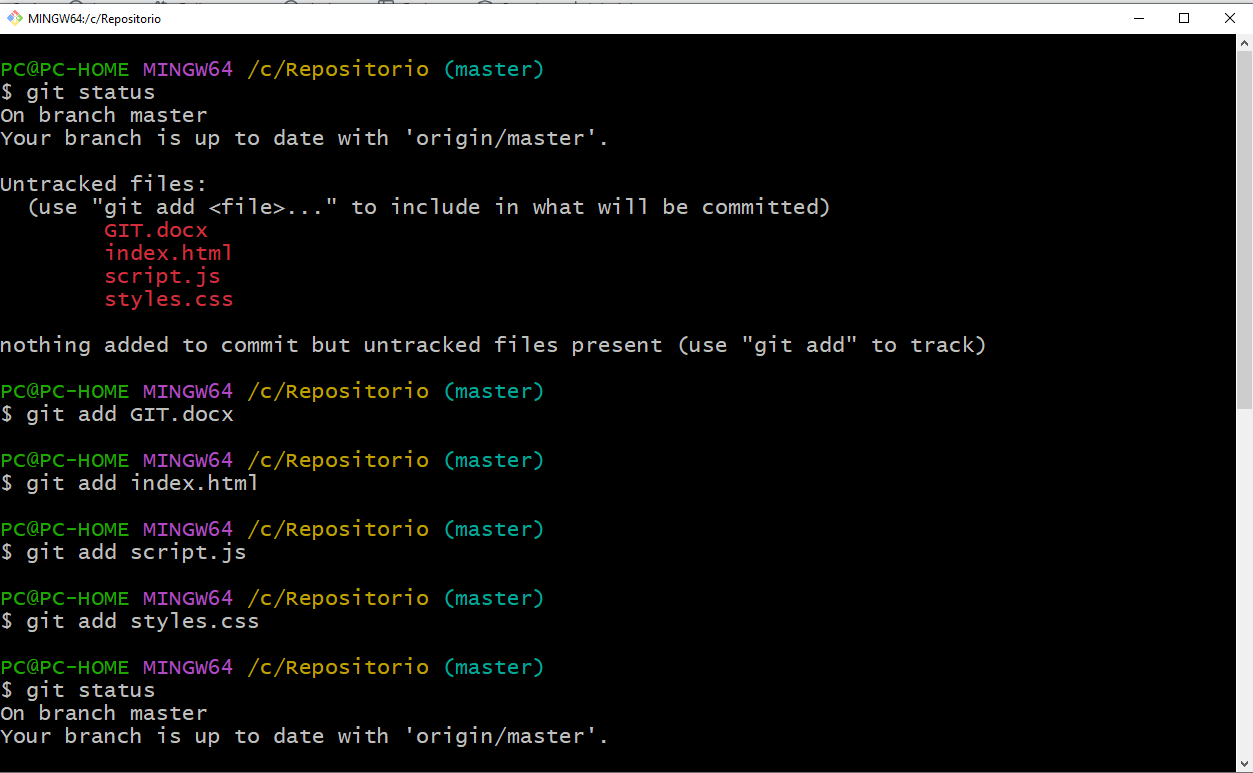 MINGW64:/c/Repositorio
PC@PC-HOME MINGW64 /c/Repositorio (master)
$ git status
On branch master
Your branch is up to date with 'origin/master'.
Untracked files:
(use "git add <file>..." to include in what will be committed)
GIT.docx
index.html
script.js
styles.css
nothing added to commit but untracked files present (use "git add" to track)
PC@PC-HOME MINGW64 /c/Repositorio (master)
$ git add GIT.docx
PC@PC-HOME MINGW64 /c/Repositorio (master)
$ git add index.html
PC@PC-HOME MINGW64 /c/Repositorio (master)
$ git add script.js
PC@PC-HOME MINGW64 /c/Repositorio (master)
$ git add styles.css
PC@PC-HOME MINGW64 /c/Repositorio (master)
$ git status
On branch master
Your branch is up to date with 'origin/master'.